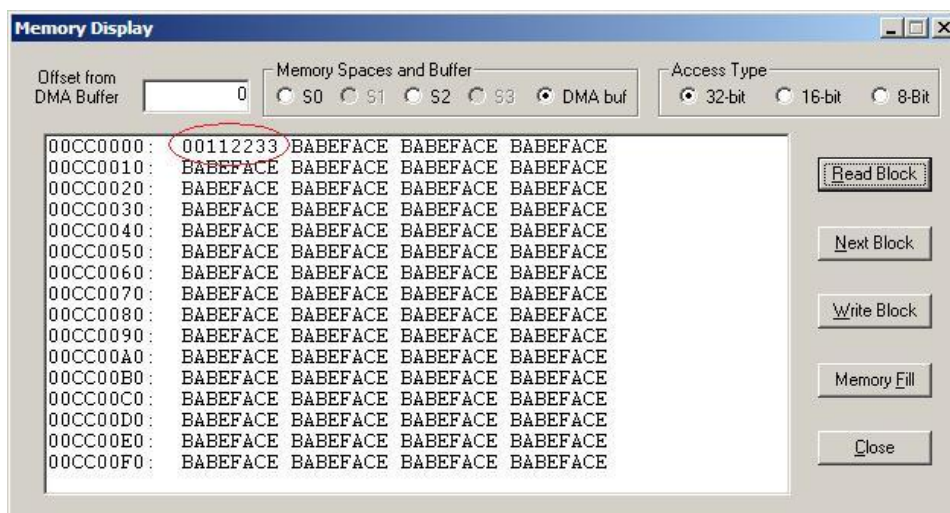 Memory Display
Offset from
DMA Buffer
0
Memory Spaces and Buffer
S0 S1 S2 S3 DMA buf
Access Type
32-bit 16-bit 8-Bit
00CC0000: 00112233 BABEFACE BABEFACE BABEFACE
00CC0010: BABEFACE BABEFACE BABEFACE BABEFACE
00CC0020: BABEFACE BABEFACE BABEFACE BABEFACE
00CC0030: BABEFACE BABEFACE BABEFACE BABEFACE
00CC0040: BABEFACE BABEFACE BABEFACE BABEFACE
00CC0050: BABEFACE BABEFACE BABEFACE BABEFACE
00CC0060: BABEFACE BABEFACE BABEFACE BABEFACE
00CC0070: BABEFACE BABEFACE BABEFACE BABEFACE
00CC0080: BABEFACE BABEFACE BABEFACE BABEFACE
00CC0090: BABEFACE BABEFACE BABEFACE BABEFACE
00CC00A0: BABEFACE BABEFACE BABEFACE BABEFACE
00CC00B0: BABEFACE BABEFACE BABEFACE BABEFACE
00CC00C0: BABEFACE BABEFACE BABEFACE BABEFACE
00CC00D0: BABEFACE BABEFACE BABEFACE BABEFACE
00CC00E0: BABEFACE BABEFACE BABEFACE BABEFACE
00CC00F0: BABEFACE BABEFACE BABEFACE BABEFACE
Read Block
Next Block
Write Block
Memory Fill
Close